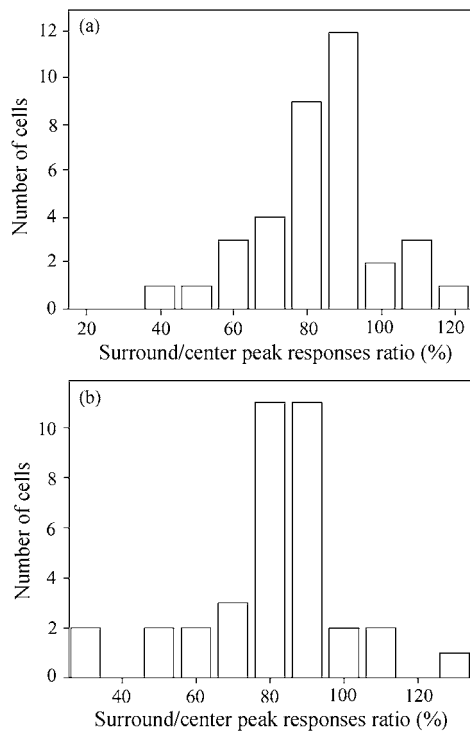 (a)
12
10
8
6
4
2
0
Number of cells
20 40 60 80 100 120
Surround/center peak responses ratio (%)
(b)
10
8
6
4
2
0
Number of cells
40 60 80 100 120
Surround/center peak responses ratio (%)